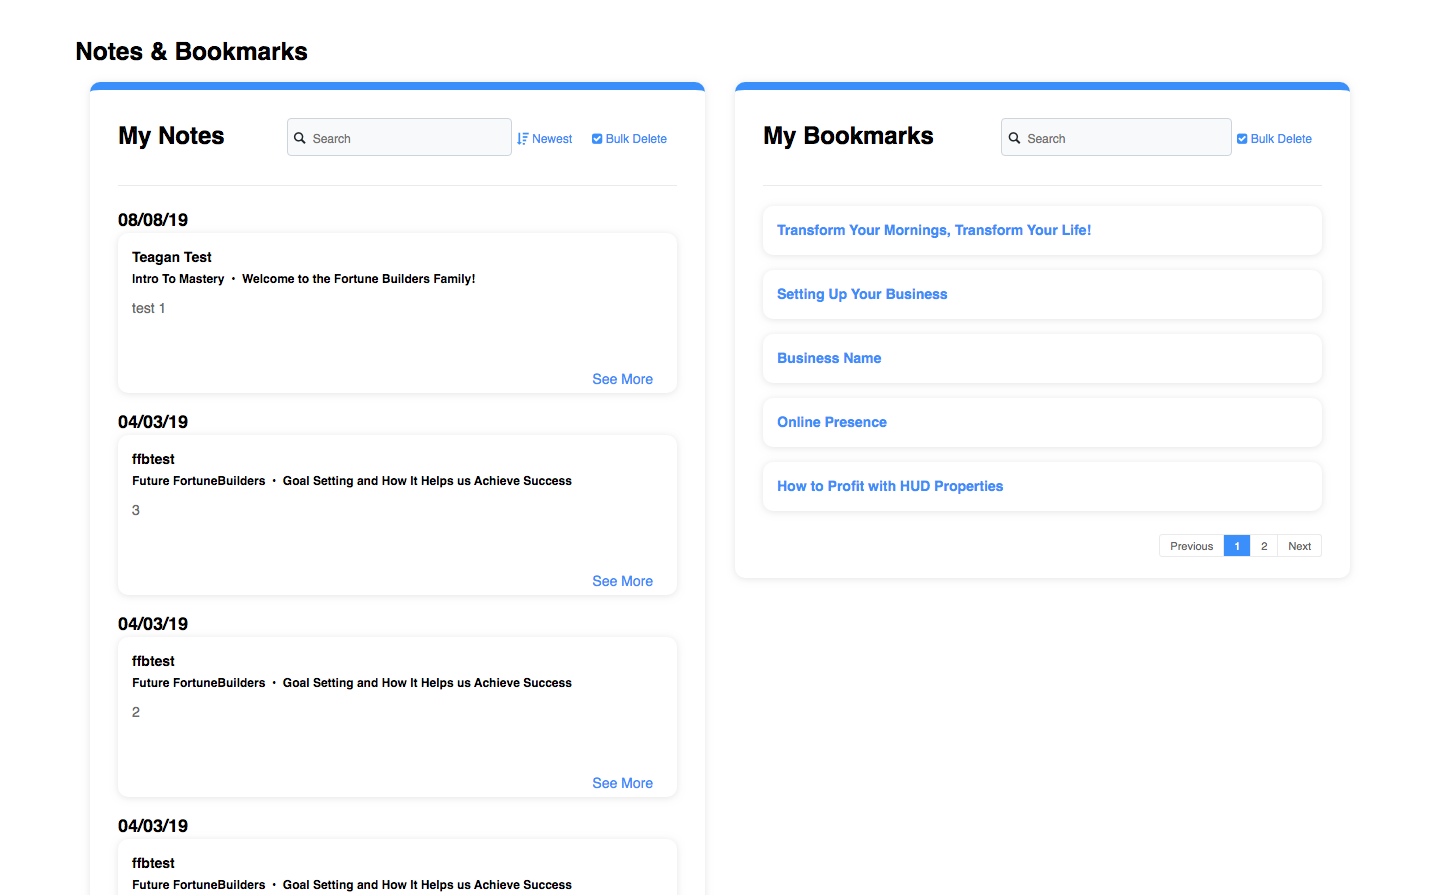 Notes & Bookmarks
My Notes
Search
Newest
Bulk Delete
08/08/19
Teagan Test
Intro To Mastery • Welcome to the Fortune Builders Family!
test 1
See More
04/03/19
ffbtest
Future FortuneBuilders • Goal Setting and How It Helps us Achieve Success
3
See More
04/03/19
ffbtest
Future FortuneBuilders • Goal Setting and How It Helps us Achieve Success
2
See More
04/03/19
ffbtest
Future FortuneBuilders • Goal Setting and How It Helps us Achieve Success
My Bookmarks
Search
Bulk Delete
Transform Your Mornings, Transform Your Life!
Setting Up Your Business
Business Name
Online Presence
How to Profit with HUD Properties
Previous 1 2 Next